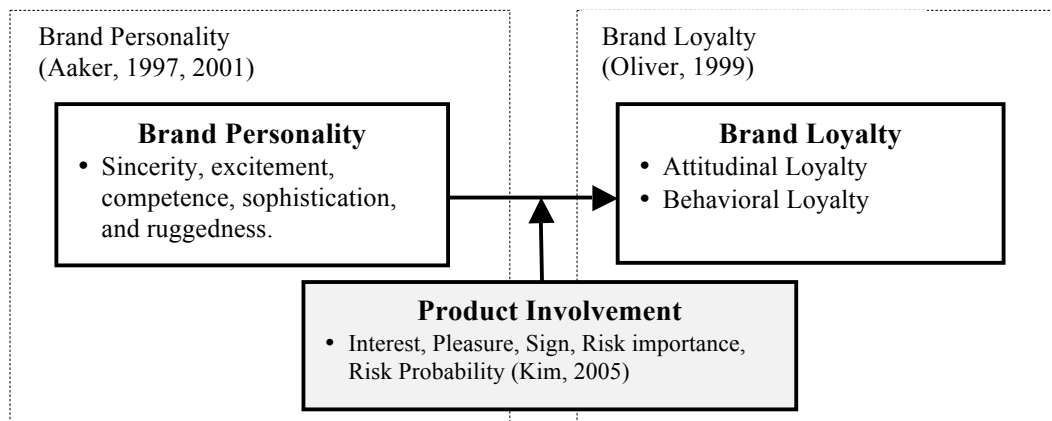 Brand Personality
(Aaker, 1997, 2001)
Brand Loyalty
(Oliver, 1999)
Brand Personality
• Sincerity, excitement,
competence, sophistication,
and ruggedness.
Brand Loyalty
• Attitudinal Loyalty
• Behavioral Loyalty
Product Involvement
• Interest, Pleasure, Sign, Risk importance,
Risk Probability (Kim, 2005)